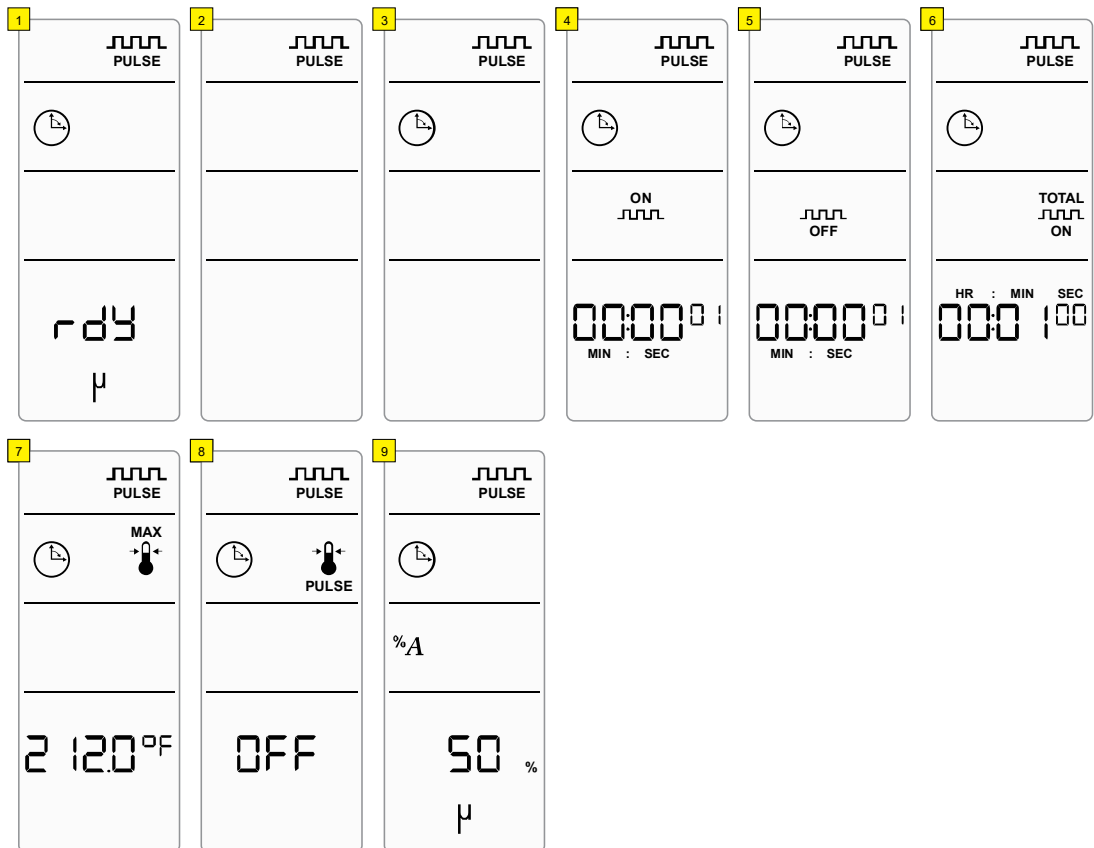 1
PULSE
rdy
μ
2
PULSE
3
PULSE
4
PULSE
ON
00:00 01
MIN : SEC
5
PULSE
OFF
00:00 01
MIN : SEC
6
PULSE
TOTAL
ON
HR : MIN SEC
00:01 00
7
PULSE
MAX
212.0°F
8
PULSE
PULSE
OFF
9
PULSE
%A
50 %
μ